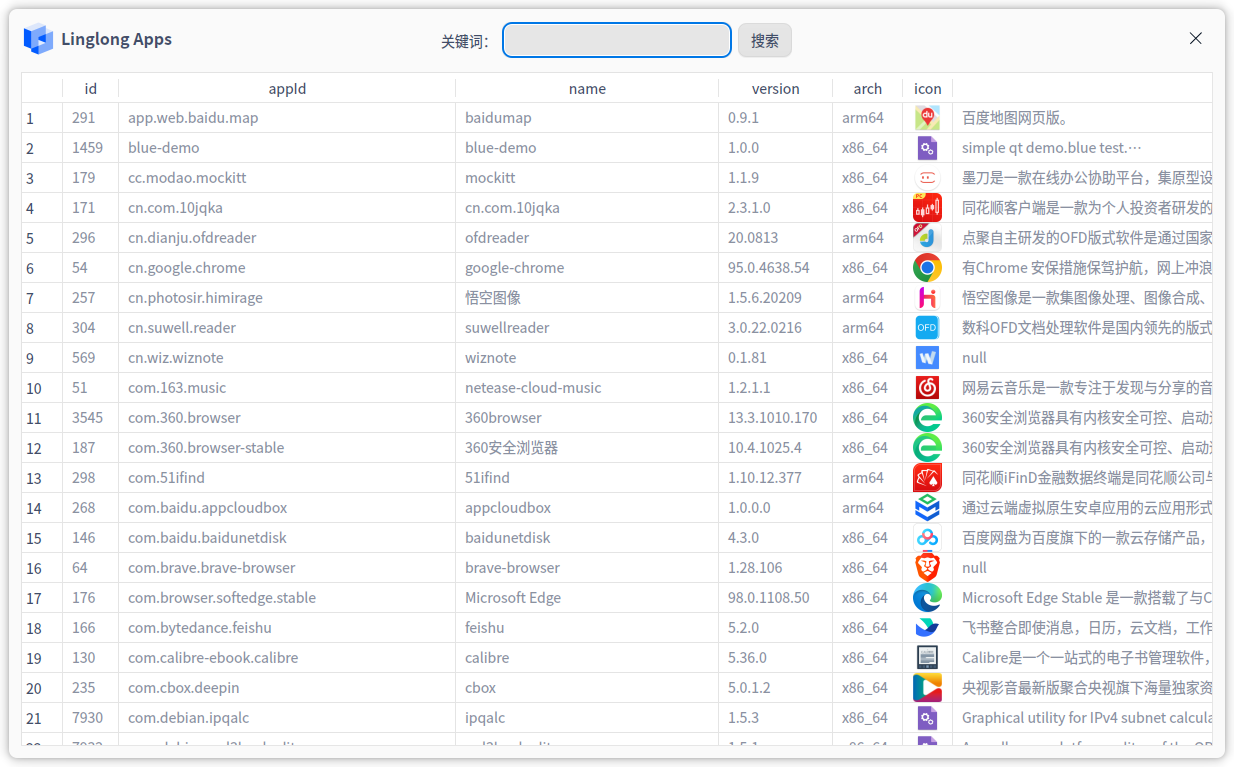 Linglong Apps 关键词： 搜索
id appId name version arch icon
1 291 app.web.baidu.map baidumap 0.9.1 arm64 du 百度地图网页版。
2 1459 blue-demo blue-demo 1.0.0 x86_64 simple qt demo.blue test.…
3 179 cc.modao.mockitt mockitt 1.1.9 x86_64 墨刀是一款在线办公协助平台，集原型设
4 171 cn.com.10jqka cn.com.10jqka 2.3.1.0 x86_64 PC 同花顺客户端是一款为个人投资者研发的
5 296 cn.dianju.ofdreader ofdreader 20.0813 arm64 OFD 点聚自主研发的OFD版式软件是通过国家
6 54 cn.google.chrome google-chrome 95.0.4638.54 x86_64 有Chrome 安保措施保驾护航，网上冲浪
7 257 cn.photosir.himirage 悟空图像 1.5.6.20209 arm64 悟空图像是一款集图像处理、图像合成、
8 304 cn.suwell.reader suwellreader 3.0.22.0216 arm64 OFD 数科OFD文档处理软件是国内领先的版式
9 569 cn.wiz.wiznote wiznote 0.1.81 x86_64 W null
10 51 com.163.music netease-cloud-music 1.2.1.1 x86_64 网易云音乐是一款专注于发现与分享的音
11 3545 com.360.browser 360browser 13.3.1010.170 x86_64 360安全浏览器具有内核安全可控、启动
12 187 com.360.browser-stable 360安全浏览器 10.4.1025.4 x86_64 360安全浏览器具有内核安全可控、启动
13 298 com.51ifind 51ifind 1.10.12.377 arm64 同花顺iFinD金融数据终端是同花顺公司与
14 268 com.baidu.appcloudbox appcloudbox 1.0.0.0 arm64 通过云端虚拟原生安卓应用的云应用形式
15 146 com.baidu.baidunetdisk baidunetdisk 4.3.0 x86_64 百度网盘为百度旗下的一款云存储产品，
16 64 com.brave.brave-browser brave-browser 1.28.106 x86_64 null
17 176 com.browser.softedge.stable Microsoft Edge 98.0.1108.50 x86_64 Microsoft Edge Stable 是一款搭载了与C
18 166 com.bytedance.feishu feishu 5.2.0 x86_64 飞书整合即使消息，日历，云文档，工作
19 130 com.calibre-ebook.calibre calibre 5.36.0 x86_64 Calibre是一个一站式的电子书管理软件，
20 235 com.cbox.deepin cbox 5.0.1.2 x86_64 央视影音最新版聚合央视旗下海量独家资
21 7930 com.debian.ipqalc ipqalc 1.5.3 x86_64 Graphical utility for IPv4 subnet calcula